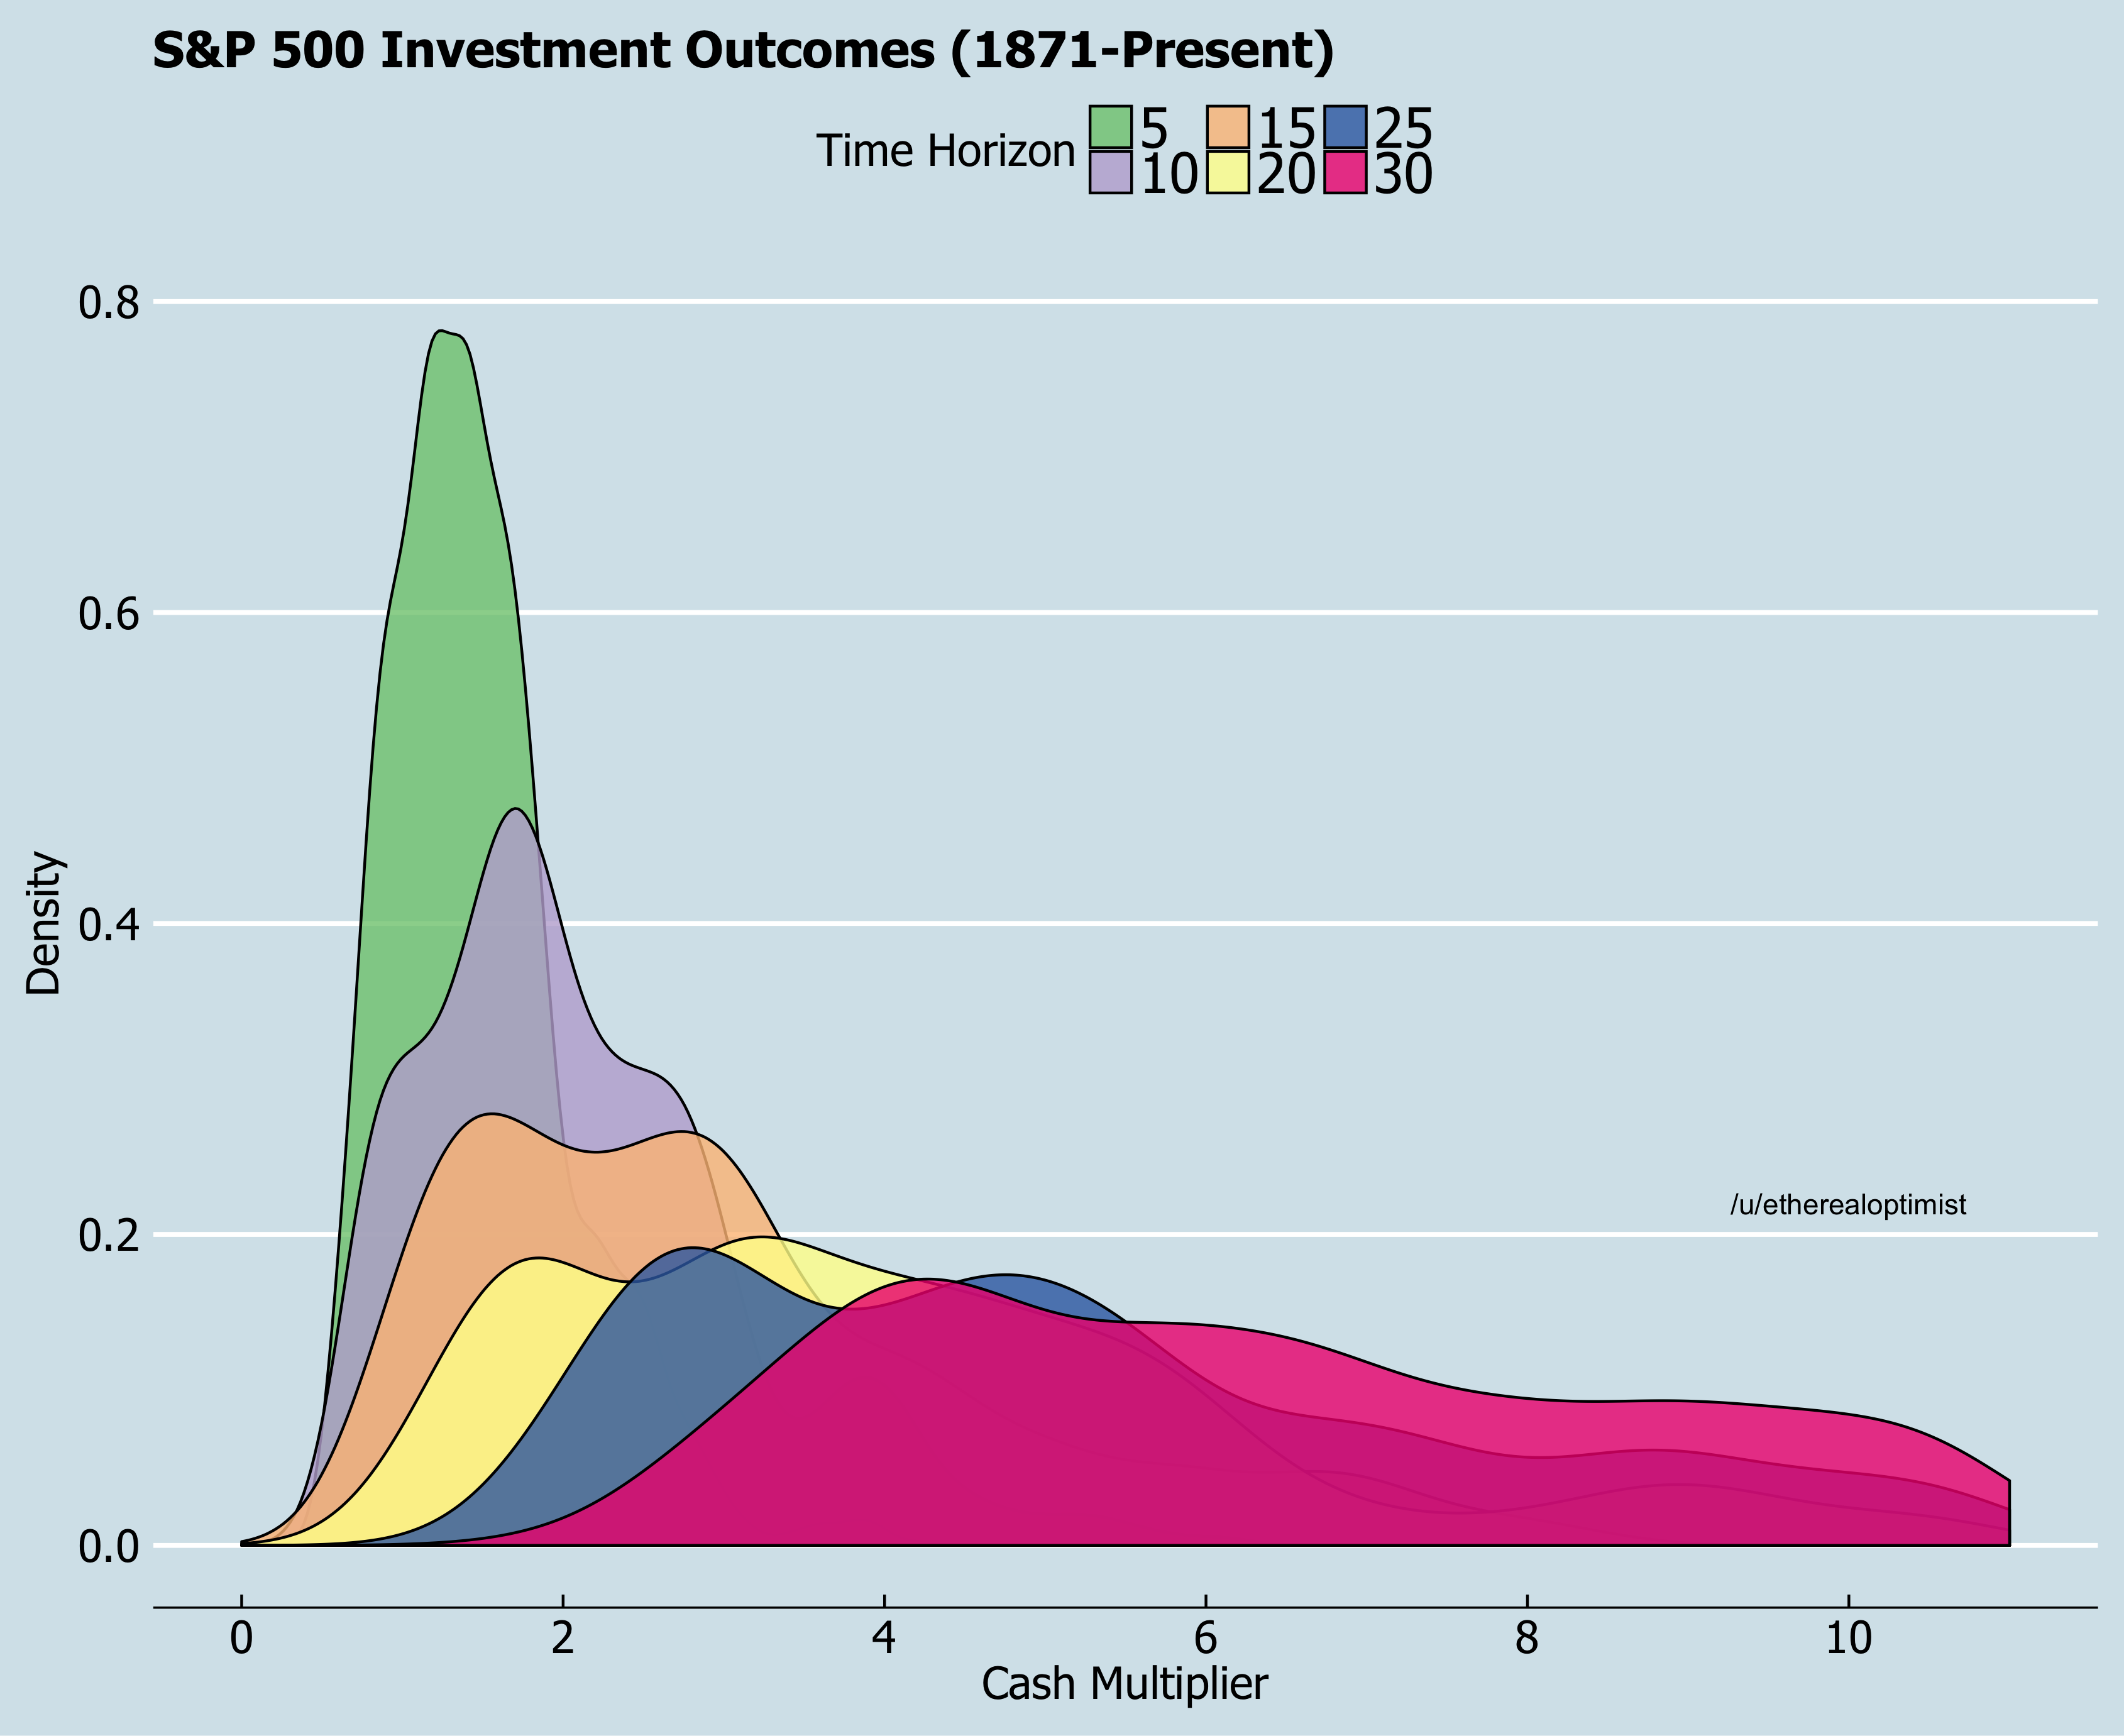 S&P 500 Investment Outcomes (1871-Present)
Time Horizon
5 15 25
10 20 30
0.8
0.6
0.4
0.2
0.0
Density
/u/etherealoptimist
0 2 4 6 8 10
Cash Multiplier